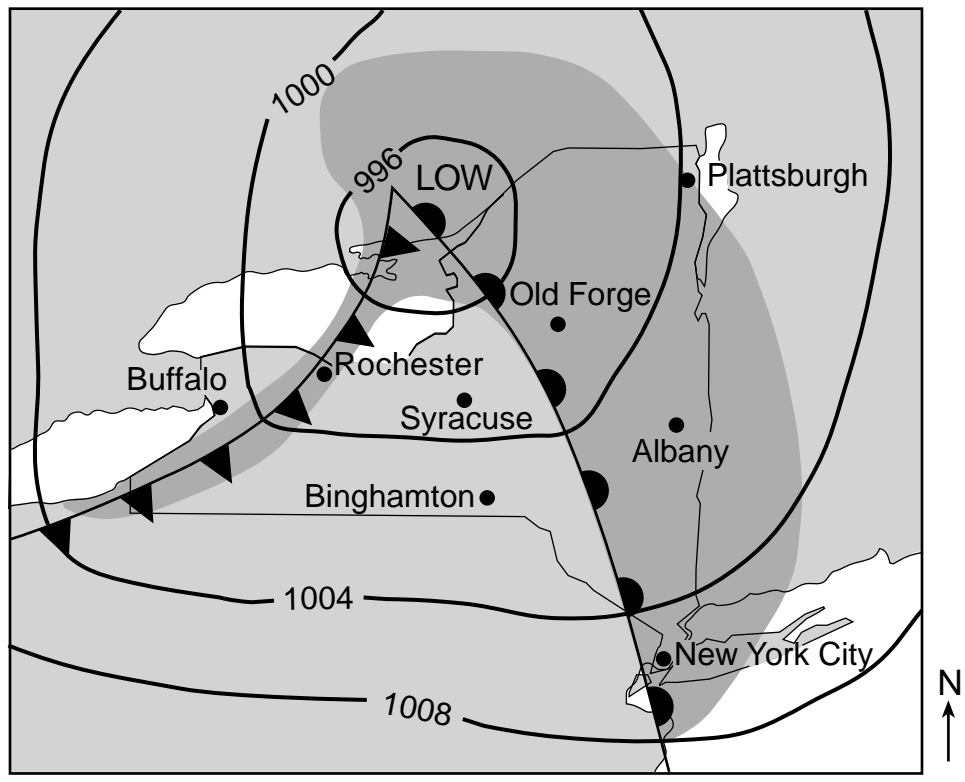 1000
996
LOW
Plattsburgh
Old Forge
Rochester
Buffalo
Syracuse
Albany
Binghamton
1004
New York City
1008
N